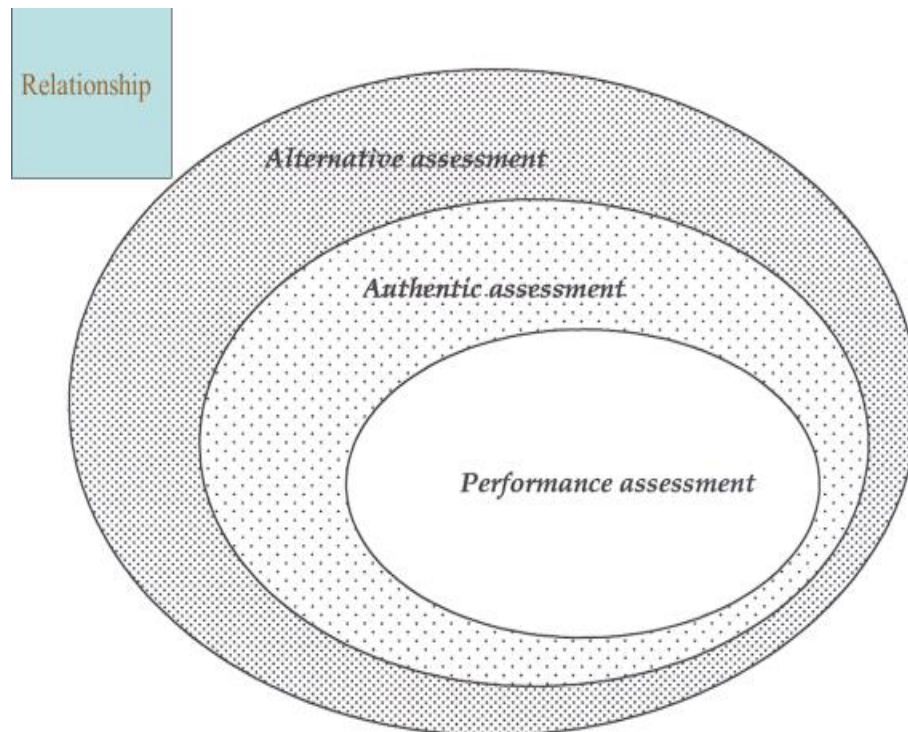 Relationship
Alternative assessment
Authentic assessment
Performance assessment